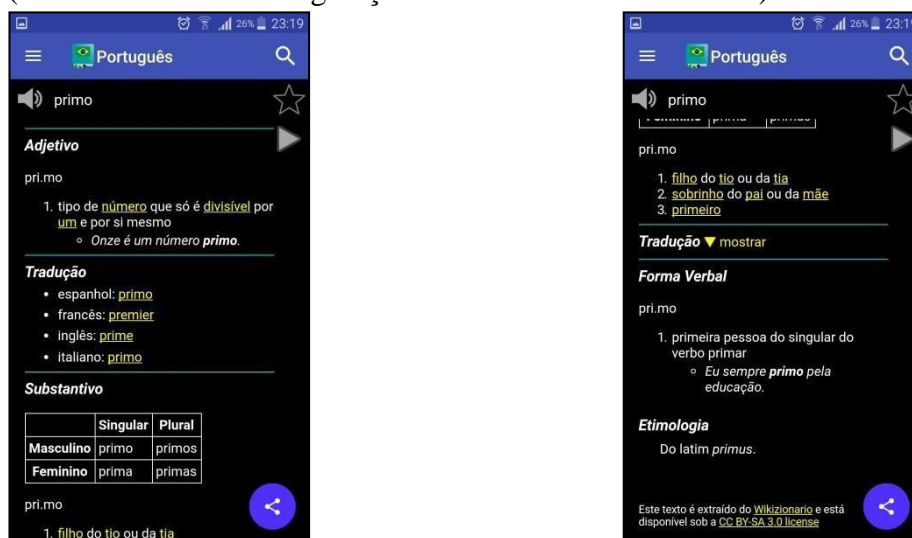 26% 23:19
Português
primo
Adjetivo
pri.mo
1. tipo de número que só é divisível por
um e por si mesmo
Onze é um número primo.
Tradução
espanhol: primo
francês: premier
inglês: prime
italiano: primo
Substantivo
Singular Plural
Masculino primo primos
Feminino prima primas
pri.mo
1. filho do tio ou da tia
26% 23:19
Português
primo
Feminino prima primas
pri.mo
1. filho do tio ou da tia
2. sobrinho do pai ou da mãe
3. primeiro
Tradução ▼ mostrar
Forma Verbal
pri.mo
1. primeira pessoa do singular do
verbo primar
Eu sempre primo pela
educação.
Etimologia
Do latim primus.
Este texto é extraído do Wikizionario e está
disponível sob a CC BY-SA 3.0 license